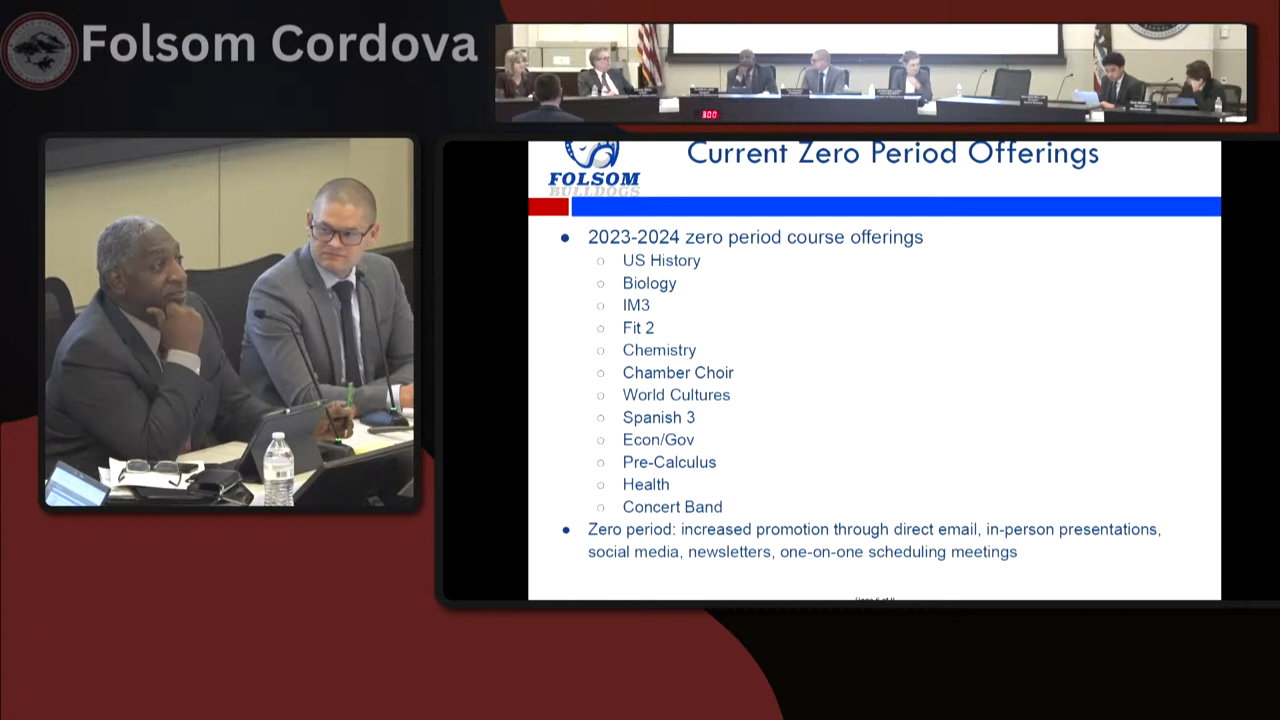 Folsom Cordova
3:00
FOLSOM
BULLDOGS
Current Zero Period Offerings
2023-2024 zero period course offerings
US History
Biology
IM3
Fit 2
Chemistry
Chamber Choir
World Cultures
Spanish 3
Econ/Gov
Pre-Calculus
Health
Concert Band
Zero period: increased promotion through direct email, in-person presentations,
social media, newsletters, one-on-one scheduling meetings